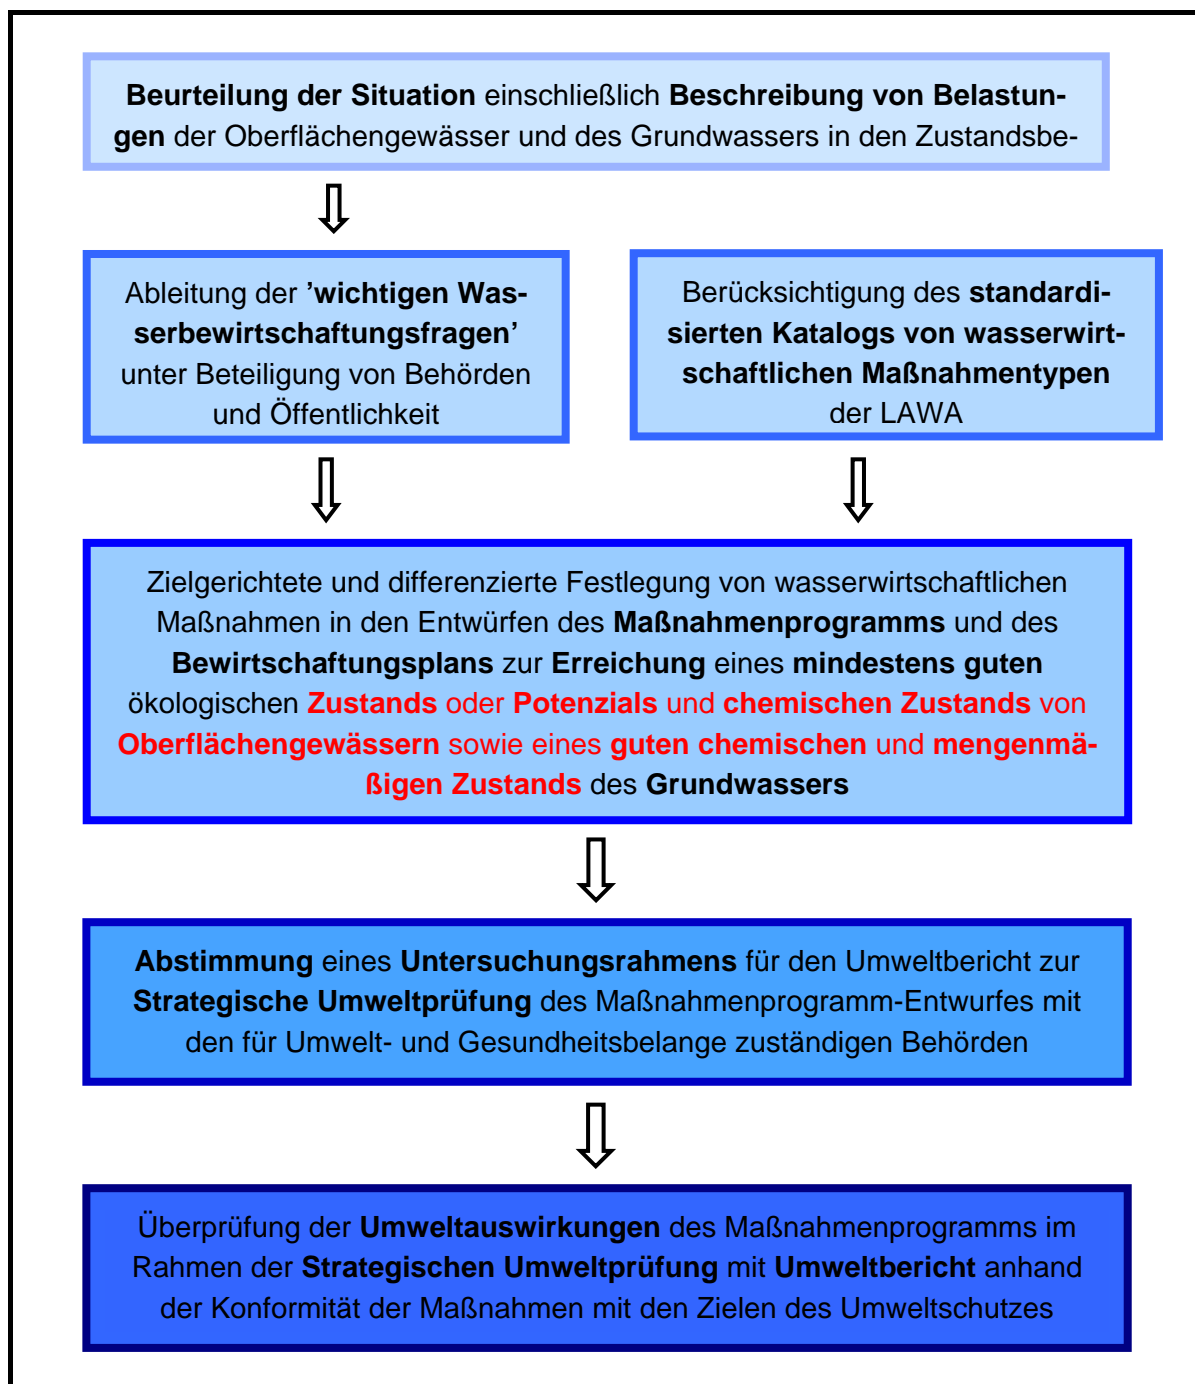 Beurteilung der Situation einschließlich Beschreibung von Belastun-
gen der Oberflächengewässer und des Grundwassers in den Zustandsbe-
Ableitung der ’wichtigen Was-
serbewirtschaftungsfragen’
unter Beteiligung von Behörden
und Öffentlichkeit
Berücksichtigung des standardi-
sierten Katalogs von wasserwirt-
schaftlichen Maßnahmentypen
der LAWA
Zielgerichtete und differenzierte Festlegung von wasserwirtschaftlichen
Maßnahmen in den Entwürfen des Maßnahmenprogramms und des
Bewirtschaftungsplans zur Erreichung eines mindestens guten
ökologischen Zustands oder Potenzials und chemischen Zustands von
Oberflächengewässern sowie eines guten chemischen und mengenmä-
ßigen Zustands des Grundwassers
Abstimmung eines Untersuchungsrahmens für den Umweltbericht zur
Strategische Umweltprüfung des Maßnahmenprogramm-Entwurfes mit
den für Umwelt- und Gesundheitsbelange zuständigen Behörden
Überprüfung der Umweltauswirkungen des Maßnahmenprogramms im
Rahmen der Strategischen Umweltprüfung mit Umweltbericht anhand
der Konformität der Maßnahmen mit den Zielen des Umweltschutzes